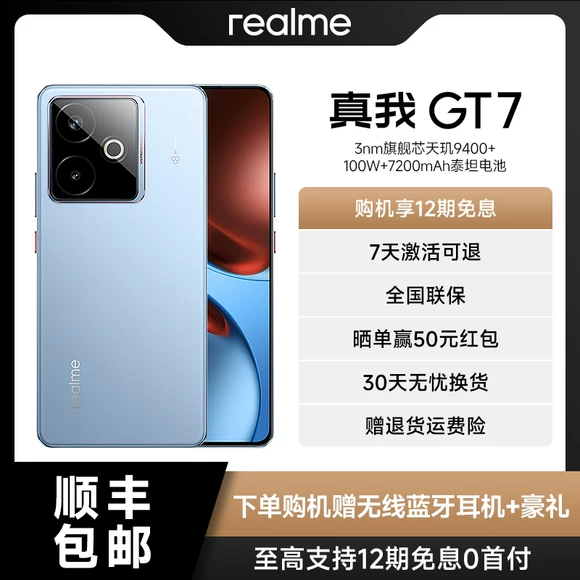 realme
真我 GT7
3nm旗舰芯天玑9400+
100W+7200mAh泰坦电池
购机享12期免息
7天激活可退
全国联保
晒单赢50元红包
30天无忧换货
赠退货运费险
realme
顺丰
包邮
下单购机赠无线蓝牙耳机+豪礼
至高支持12期免息0首付